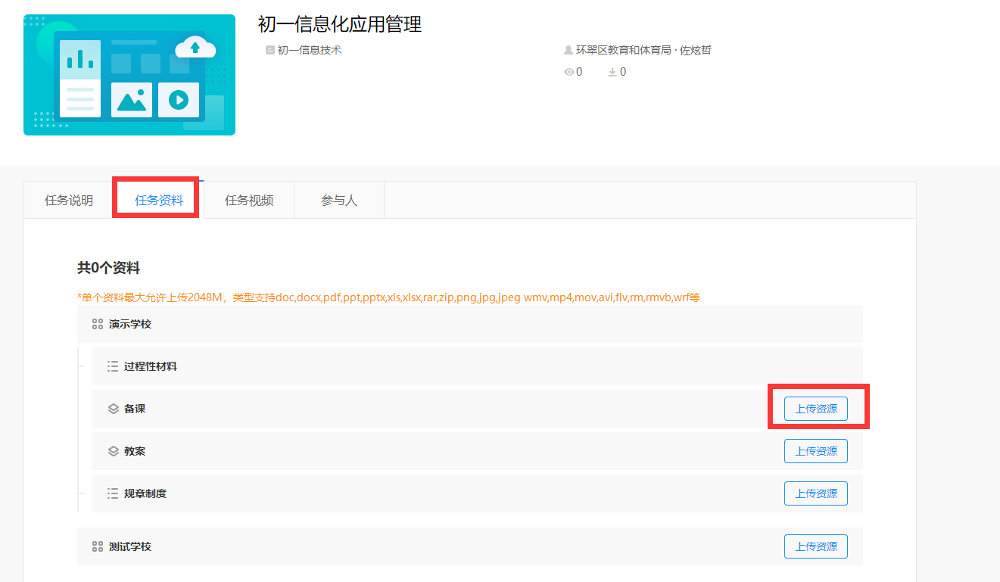 初一信息化应用管理
初一信息技术
环翠区教育和体育局 · 佐炫哲
0 0
任务说明 任务资料 任务视频 参与人
共0个资料
*单个资料最大允许上传2048M，类型支持doc,docx,pdf,ppt,pptx,xls,xlsx,rar,zip,png,jpg,jpeg wmv,mp4,mov,avi,flv,rm,rmvb,wrf等
演示学校
过程性材料
备课 上传资源
教案 上传资源
规章制度 上传资源
测试学校 上传资源